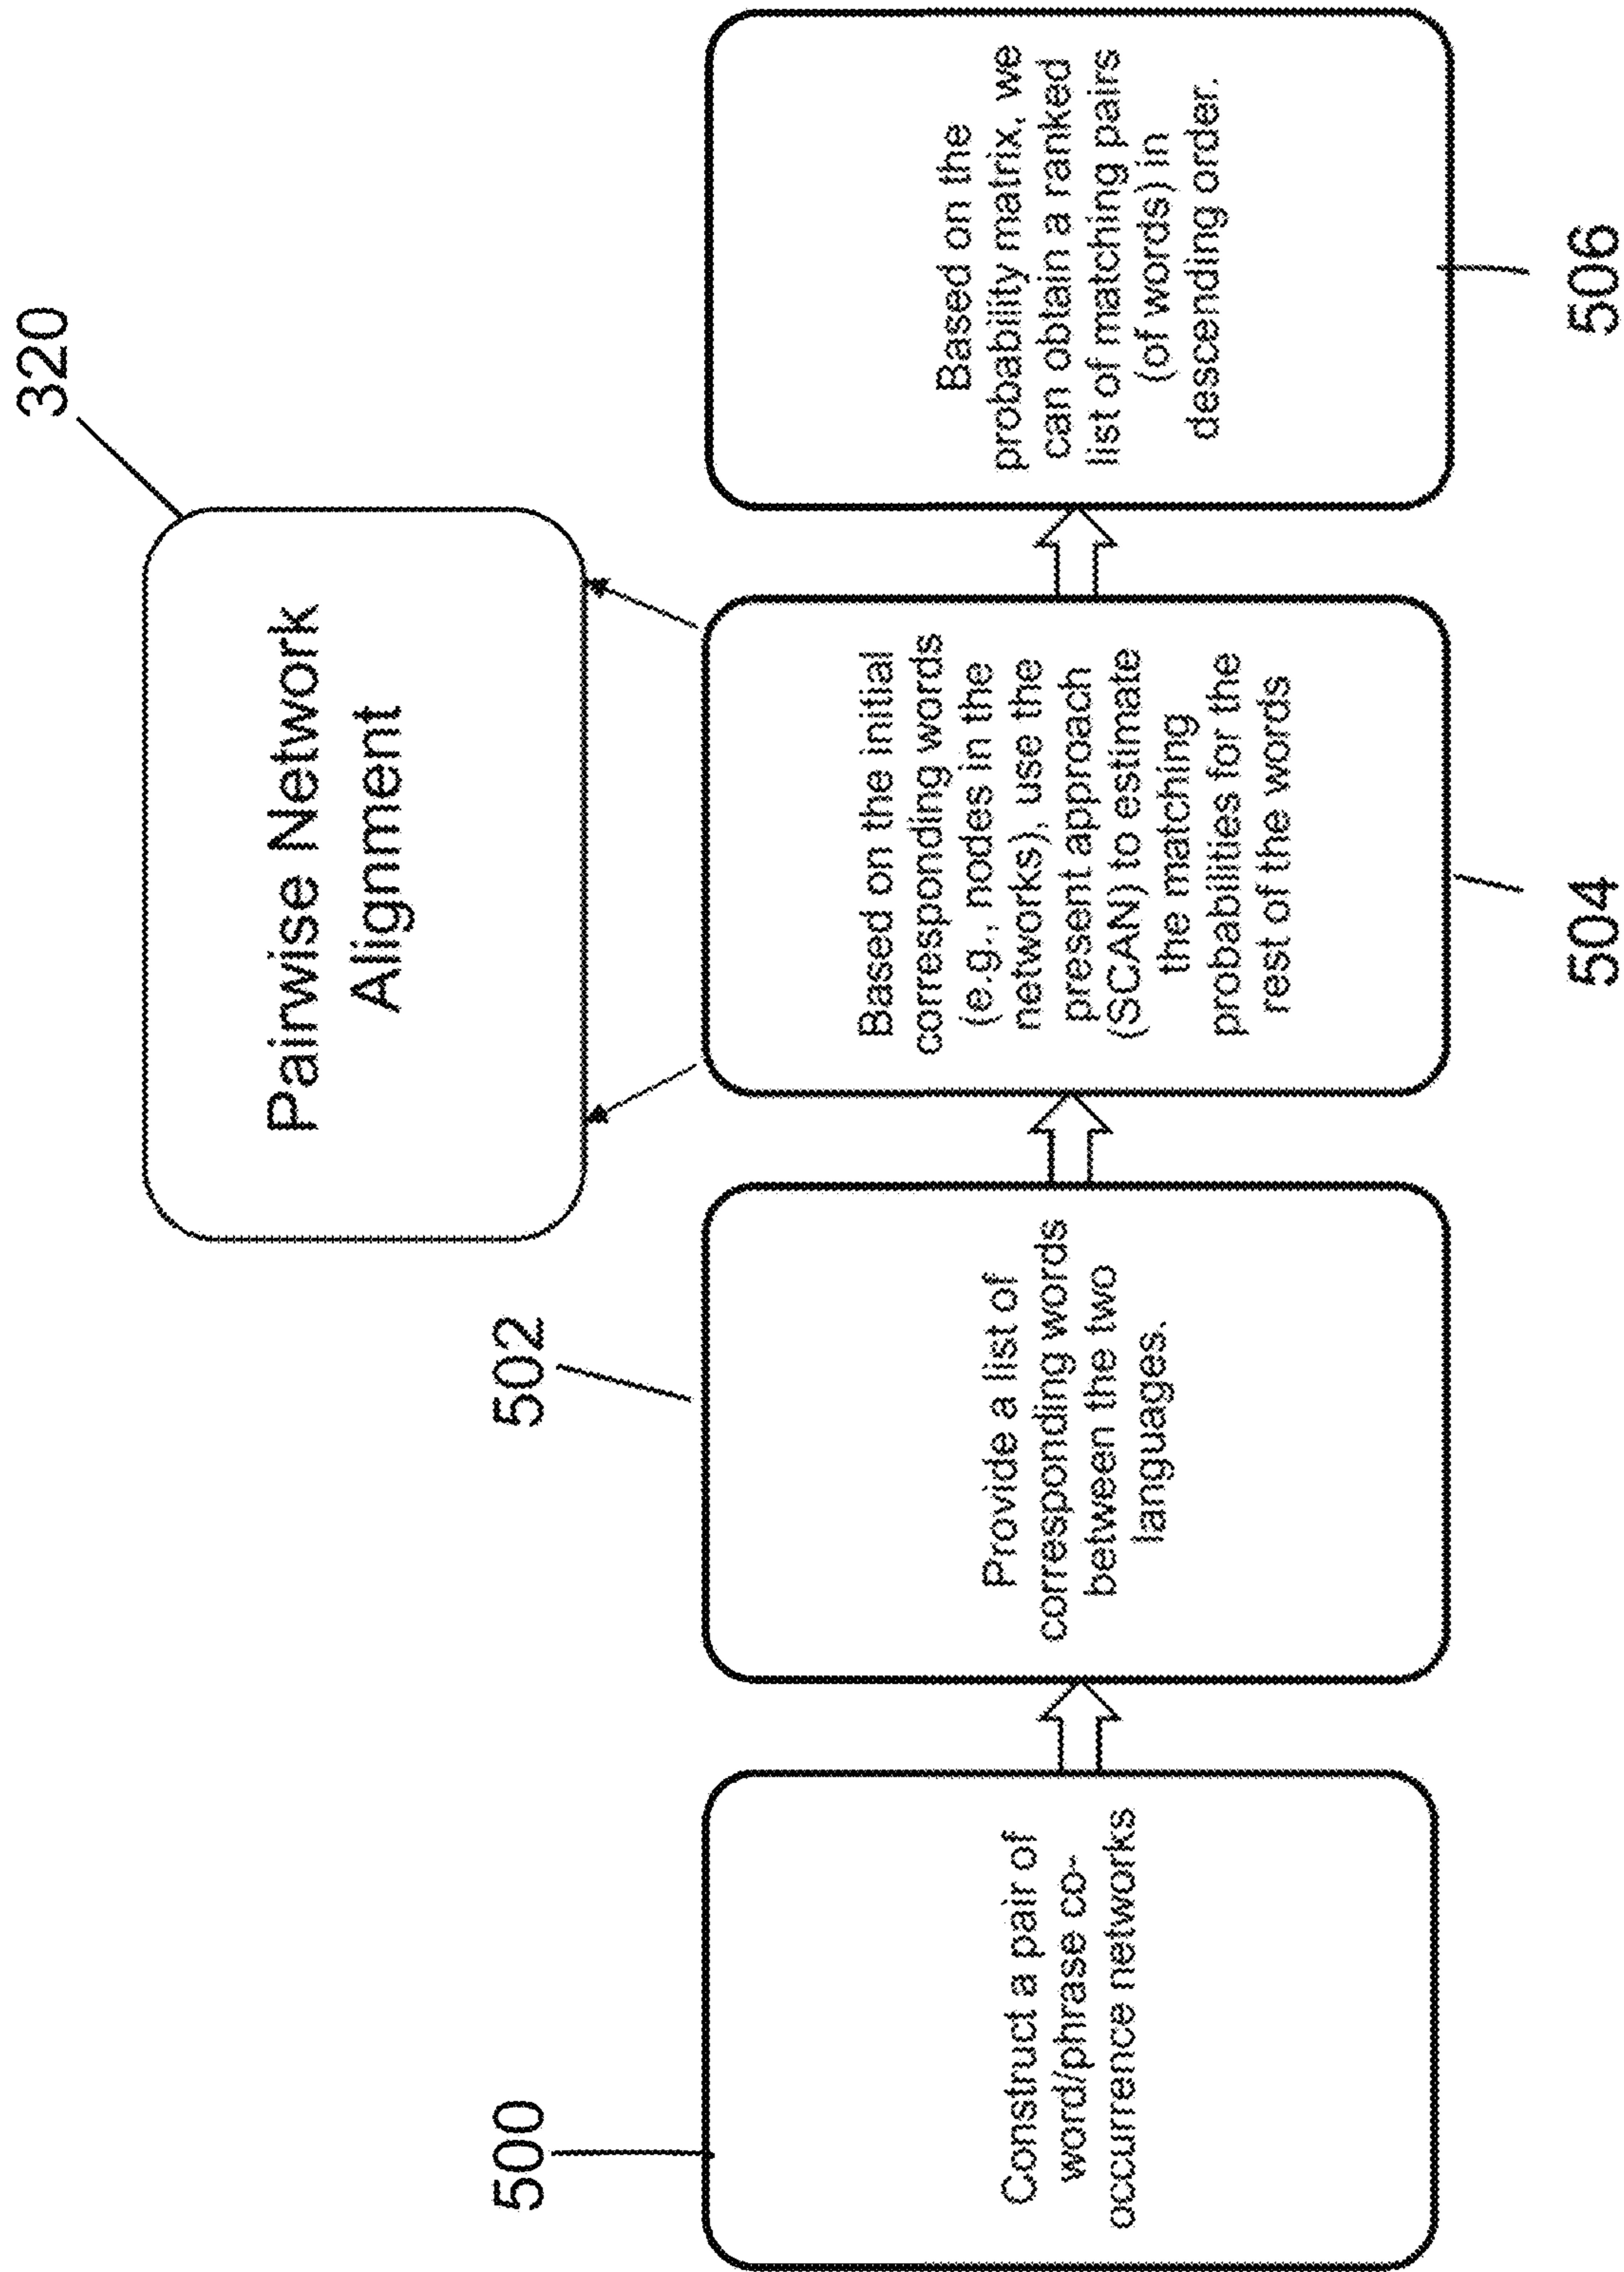 320
Pairwise Network
Alignment
500
Construct a pair of
word/phrase co-
occurrence networks
502
Provide a list of
corresponding words
between the two
languages.
Based on the initial
corresponding words
(e.g., nodes in the
networks), use the
present approach
(SCAN) to estimate
the matching
probabilities for the
rest of the words
504
Based on the
probability matrix, we
can obtain a ranked
list of matching pairs
(of words) in
descending order.
506